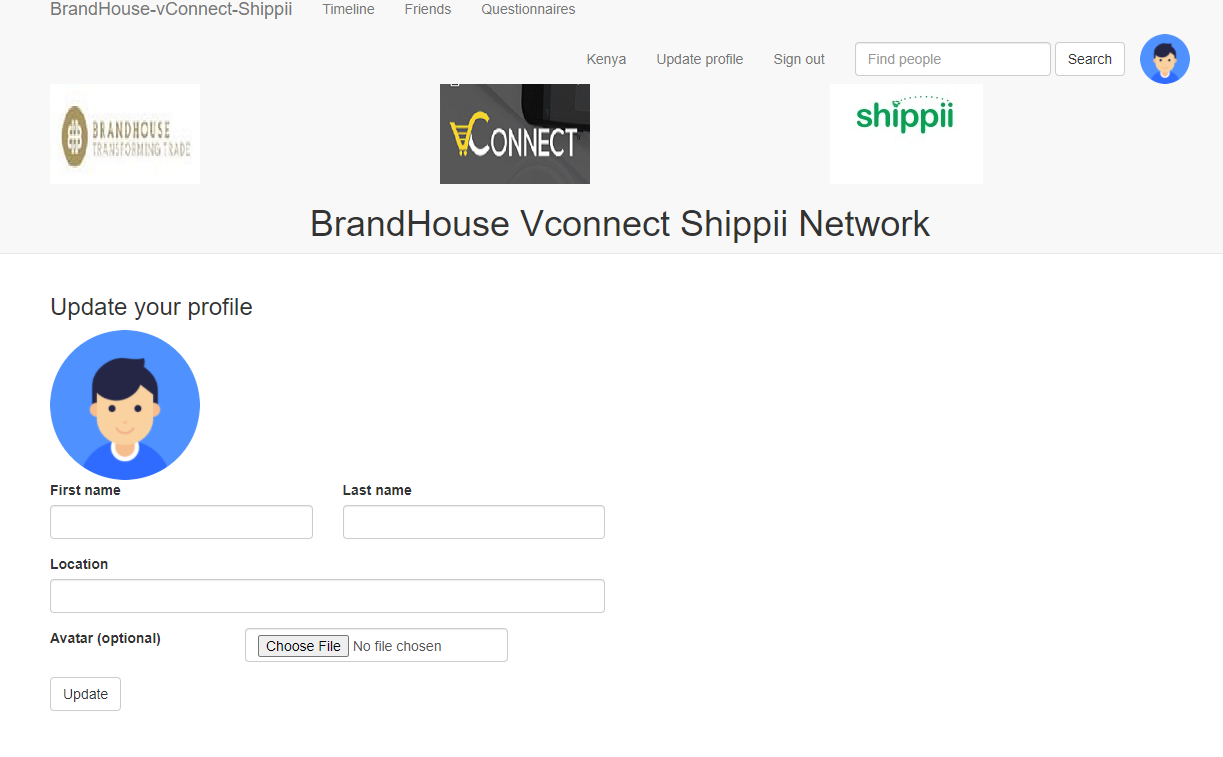 BrandHouse-vConnect-Shippii Timeline Friends Questionnaires
Kenya Update profile Sign out Find people Search
BRANDHOUSE
TRANSFORMING TRADE
VCONNECT
shippii
BrandHouse Vconnect Shippii Network
Update your profile
First name Last name
Location
Avatar (optional) Choose File No file chosen
Update